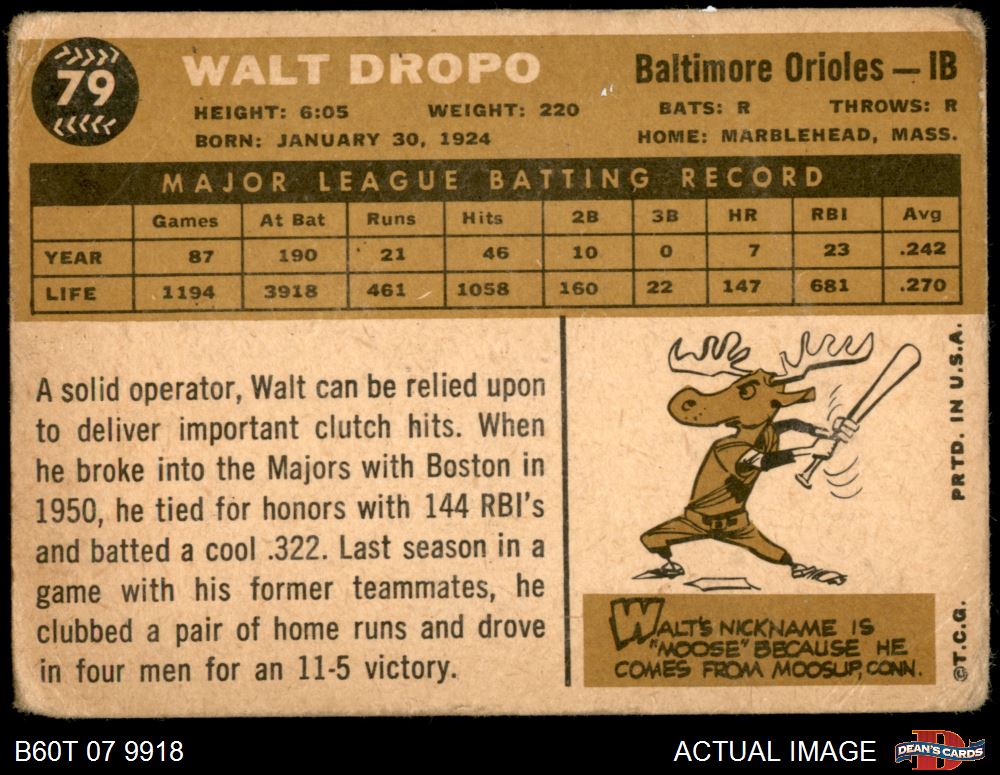 79
WALT DROPO
Baltimore Orioles — 1B
HEIGHT: 6:05 WEIGHT: 220 BATS: R THROWS: R
BORN: JANUARY 30, 1924 HOME: MARBLEHEAD, MASS.
MAJOR LEAGUE BATTING RECORD
Games At Bat Runs Hits 2B 3B HR RBI Avg
YEAR 87 190 21 46 10 0 7 23 .242
LIFE 1194 3918 461 1058 160 22 147 681 .270
A solid operator, Walt can be relied upon
to deliver important clutch hits. When
he broke into the Majors with Boston in
1950, he tied for honors with 144 RBI's
and batted a cool .322. Last season in a
game with his former teammates, he
clubbed a pair of home runs and drove
in four men for an 11-5 victory.
WALT'S NICKNAME IS
"MOOSE" BECAUSE HE
COMES FROM MOOSUP, CONN.
©T.C.G. PRTD. IN U.S.A.
B60T 07 9918
ACTUAL IMAGE
B
DEAN'S CARDS